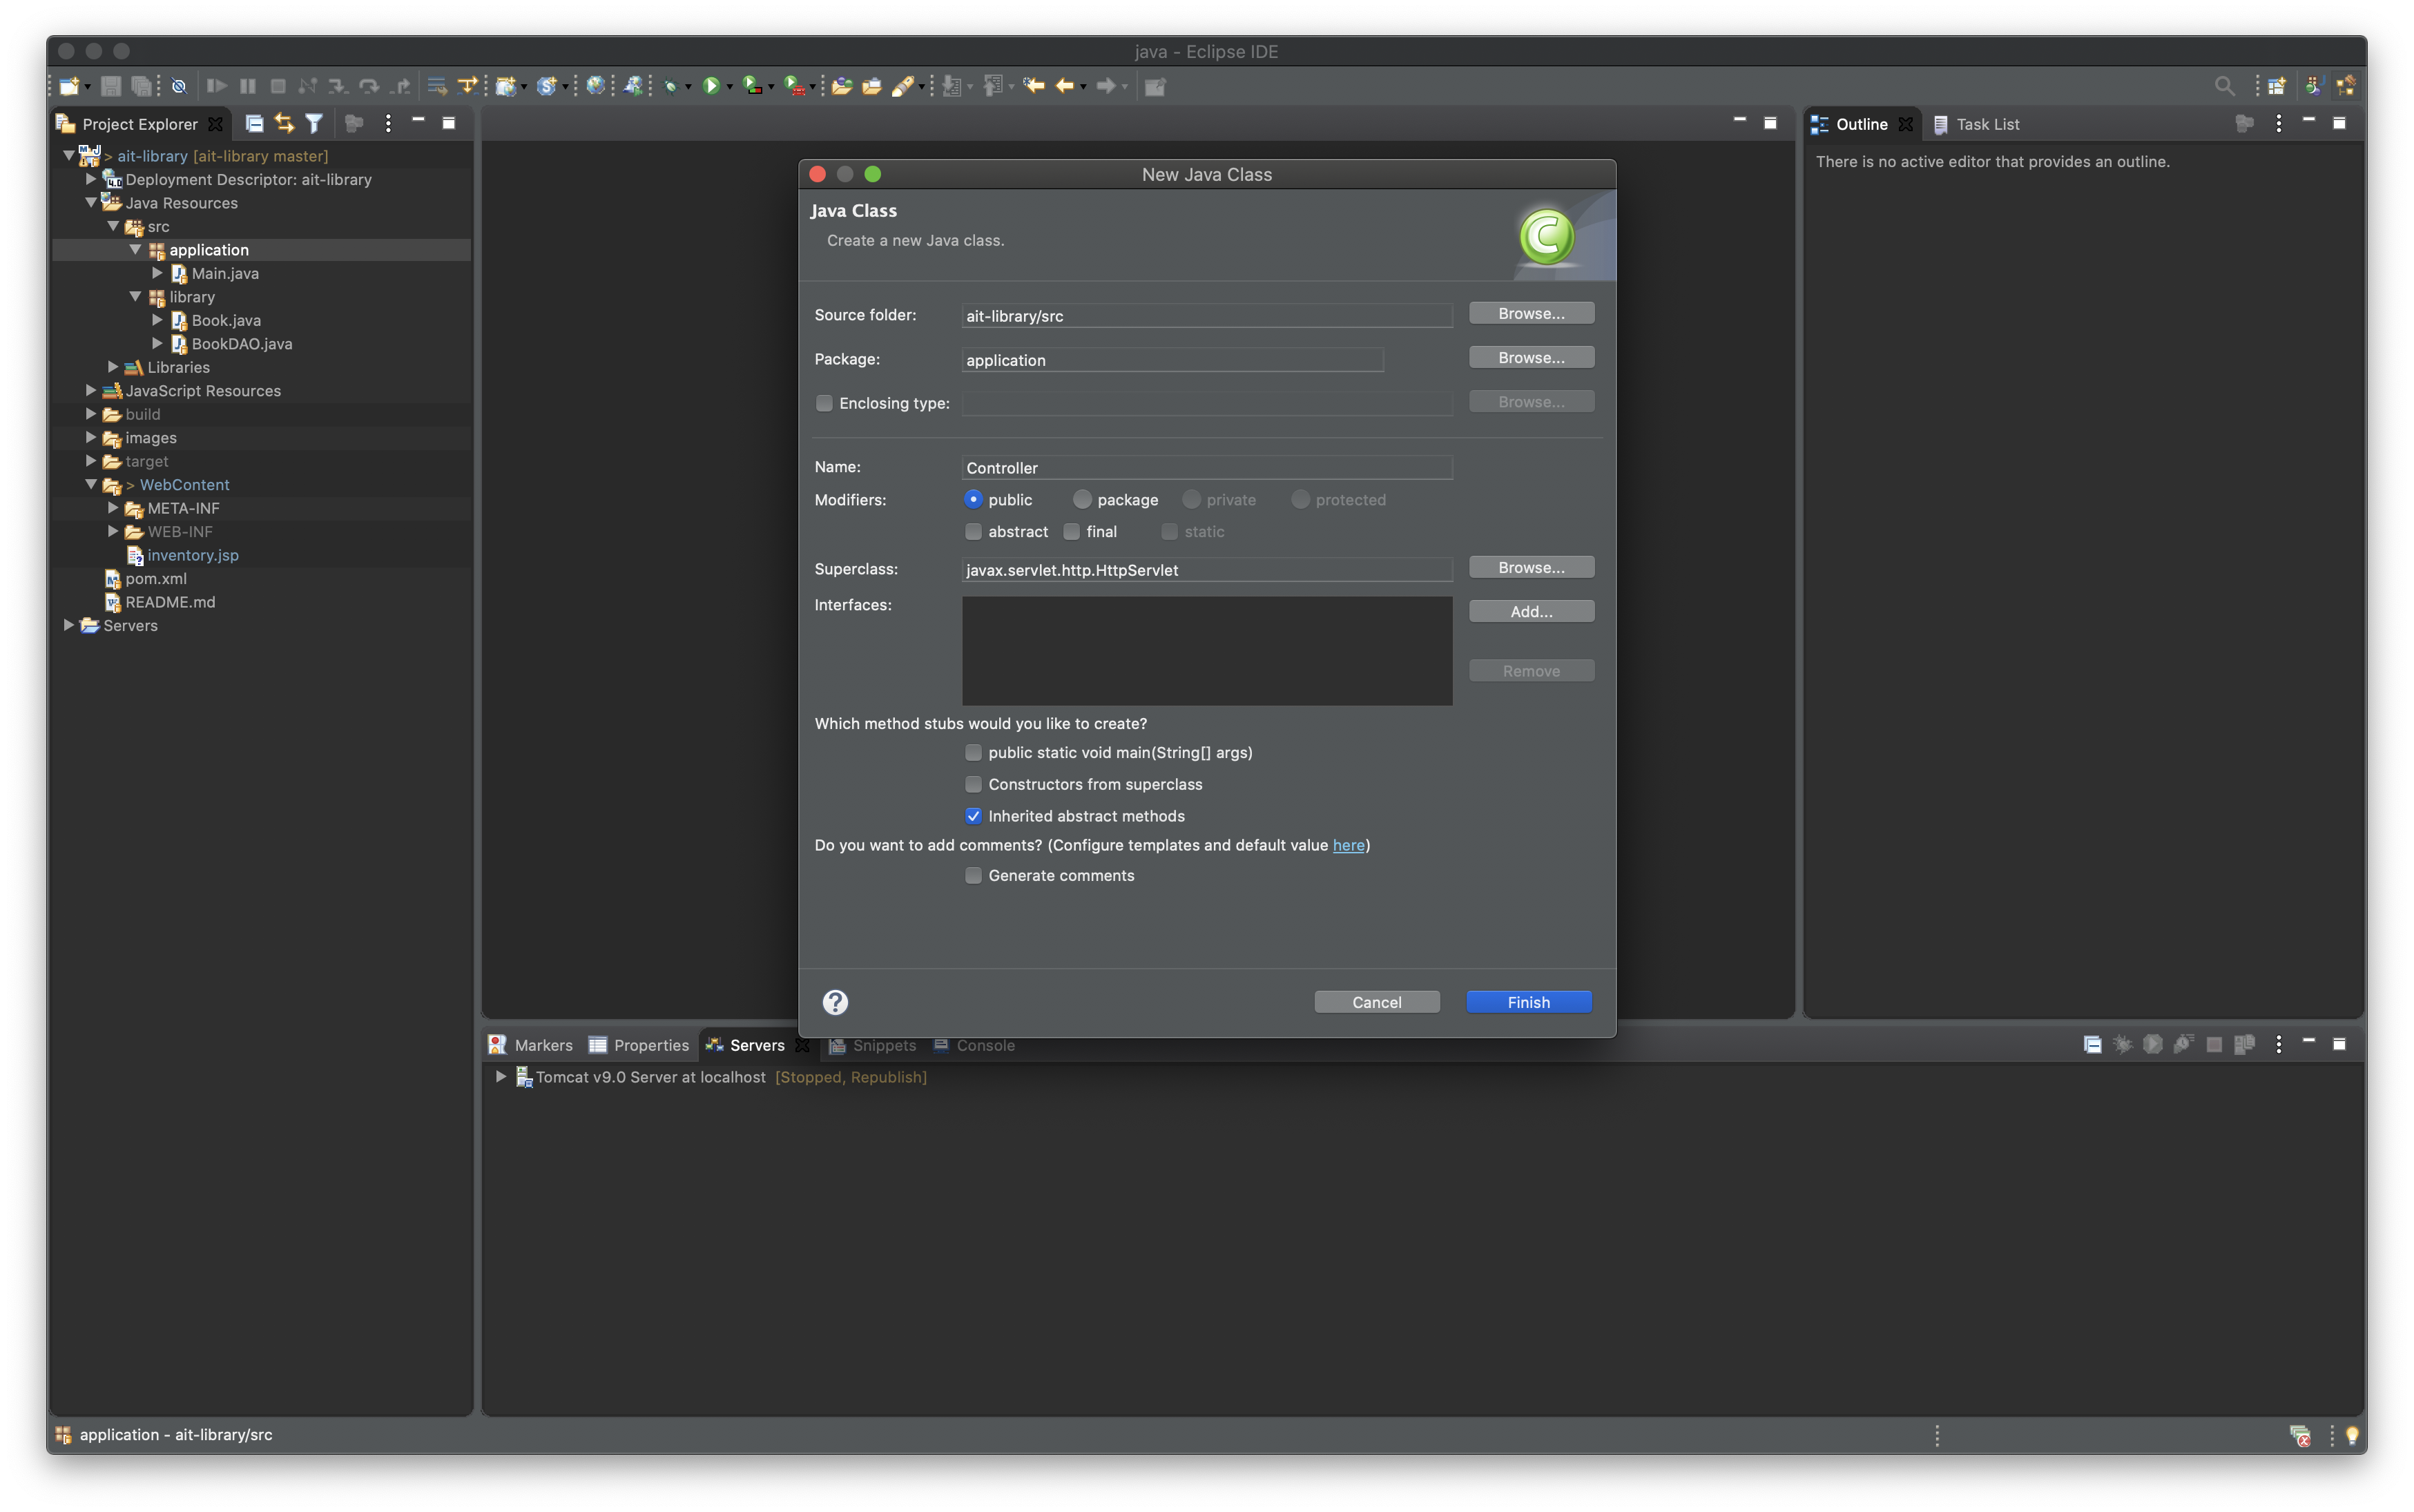 java - Eclipse IDE
Project Explorer
> ait-library [ait-library master]
Deployment Descriptor: ait-library
Java Resources
src
application
Main.java
library
Book.java
BookDAO.java
Libraries
JavaScript Resources
build
images
target
> WebContent
META-INF
WEB-INF
inventory.jsp
pom.xml
README.md
Servers
New Java Class
Java Class
Create a new Java class.
Source folder: ait-library/src Browse...
Package: application Browse...
Enclosing type: Browse...
Name: Controller
Modifiers: public package private protected
abstract final static
Superclass: javax.servlet.http.HttpServlet Browse...
Interfaces: Add...
Remove
Which method stubs would you like to create?
public static void main(String[] args)
Constructors from superclass
Inherited abstract methods
Do you want to add comments? (Configure templates and default value here)
Generate comments
? Cancel Finish
Outline Task List
There is no active editor that provides an outline.
Markers Properties Servers Snippets Console
Tomcat v9.0 Server at localhost [Stopped, Republish]
application - ait-library/src